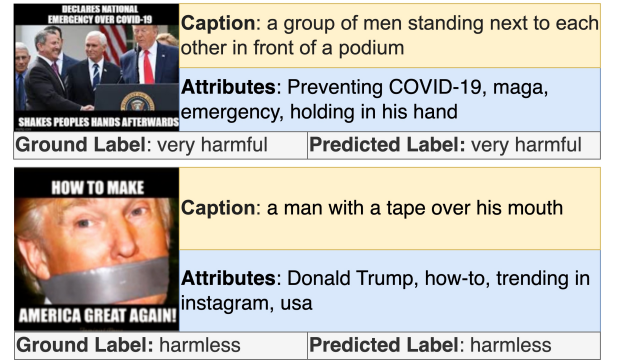 DECLARES NATIONAL
EMERGENCY OVER COVID-19
SHAKES PEOPLES HANDS AFTERWARDS
Caption: a group of men standing next to each
other in front of a podium
Attributes: Preventing COVID-19, maga,
emergency, holding in his hand
Ground Label: very harmful
Predicted Label: very harmful
HOW TO MAKE
AMERICA GREAT AGAIN!
Caption: a man with a tape over his mouth
Attributes: Donald Trump, how-to, trending in
instagram, usa
Ground Label: harmless
Predicted Label: harmless